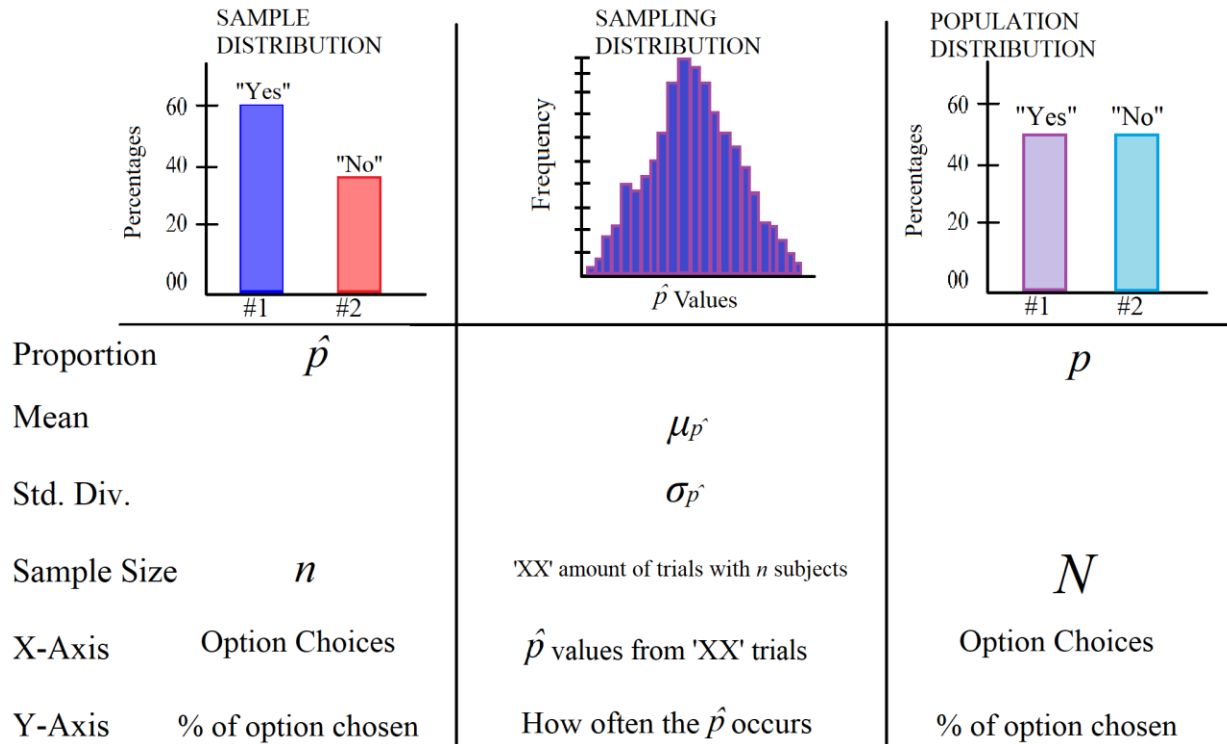 SAMPLE
DISTRIBUTION
"Yes"
"No"
Percentages
60
40
20
00
#1 #2
SAMPLING
DISTRIBUTION
Frequency
p̂ Values
POPULATION
DISTRIBUTION
"Yes" "No"
Percentages
60
40
20
00
#1 #2
Proportion p̂ p
Mean μp̂
Std. Div. σp̂
Sample Size n 'XX' amount of trials with n subjects N
X-Axis Option Choices p̂ values from 'XX' trials Option Choices
Y-Axis % of option chosen How often the p̂ occurs % of option chosen